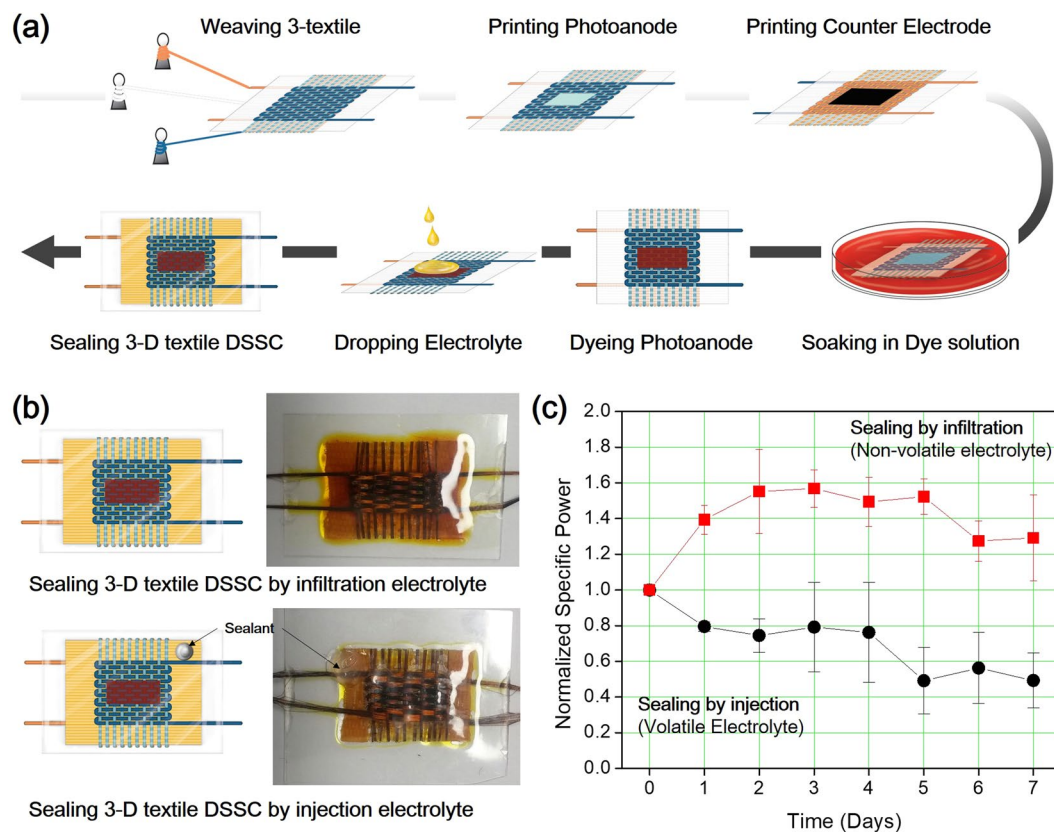 (a)
Weaving 3-textile
Printing Photoanode
Printing Counter Electrode
Sealing 3-D textile DSSC
Dropping Electrolyte
Dyeing Photoanode
Soaking in Dye solution
(b)
Sealing 3-D textile DSSC by infiltration electrolyte
Sealant
Sealing 3-D textile DSSC by injection electrolyte
(c)
Normalized Specific Power
2.0
1.8
1.6
1.4
1.2
1.0
0.8
0.6
0.4
0.2
0.0
Sealing by infiltration
(Non-volatile electrolyte)
Sealing by injection
(Volatile Electrolyte)
0 1 2 3 4 5 6 7
Time (Days)